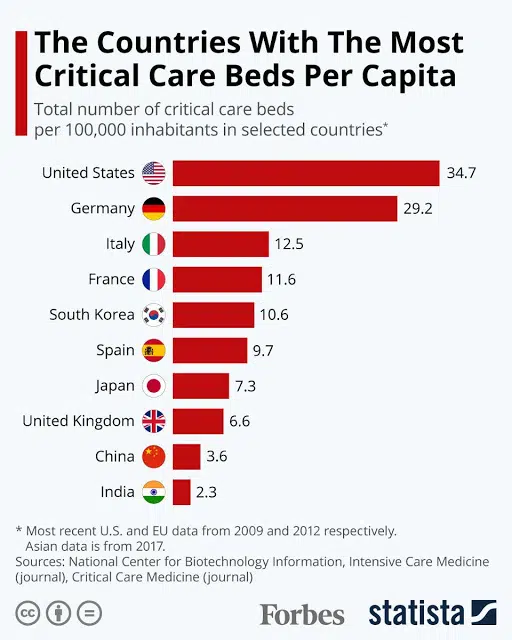 The Countries With The Most
Critical Care Beds Per Capita
Total number of critical care beds
per 100,000 inhabitants in selected countries*
United States 34.7
Germany 29.2
Italy 12.5
France 11.6
South Korea 10.6
Spain 9.7
Japan 7.3
United Kingdom 6.6
China 3.6
India 2.3
* Most recent U.S. and EU data from 2009 and 2012 respectively.
Asian data is from 2017.
Sources: National Center for Biotechnology Information, Intensive Care Medicine
(journal), Critical Care Medicine (journal)
cc Forbes statista